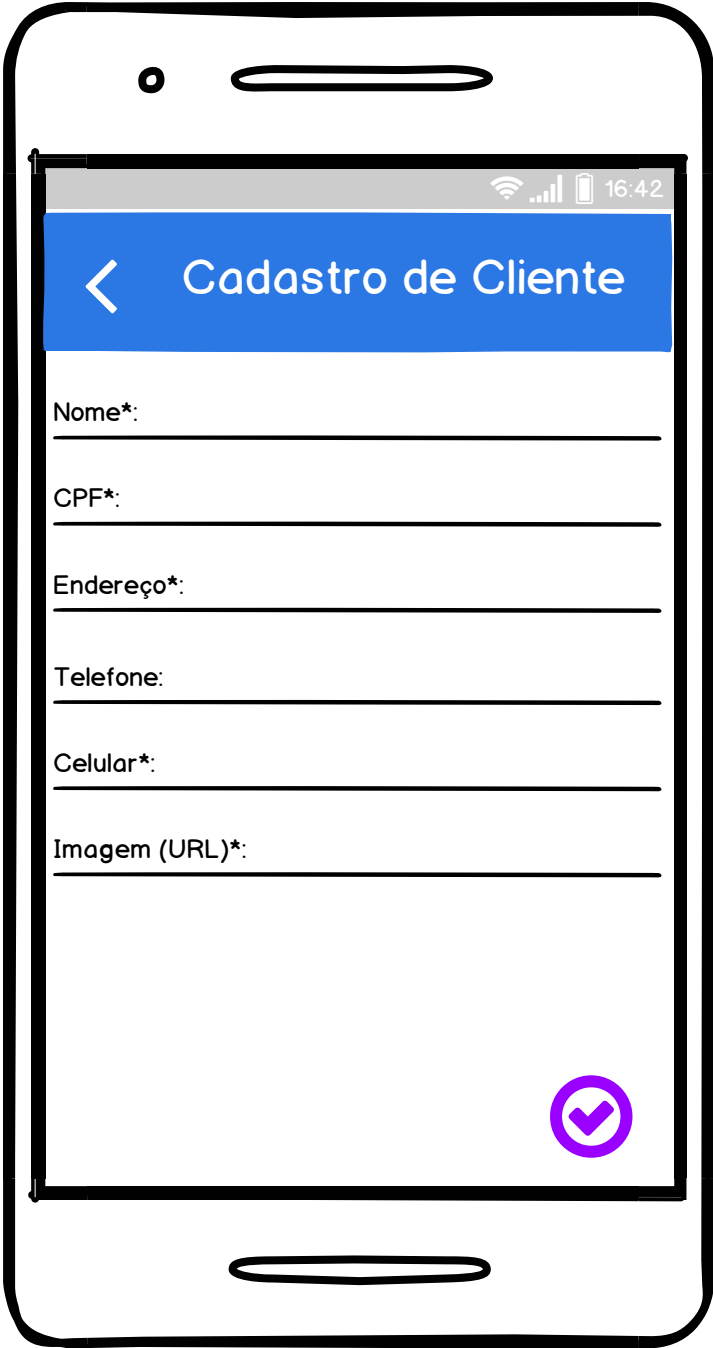 16:42
Cadastro de Cliente
Nome*:
CPF*:
Endereço*:
Telefone:
Celular*:
Imagem (URL)*: